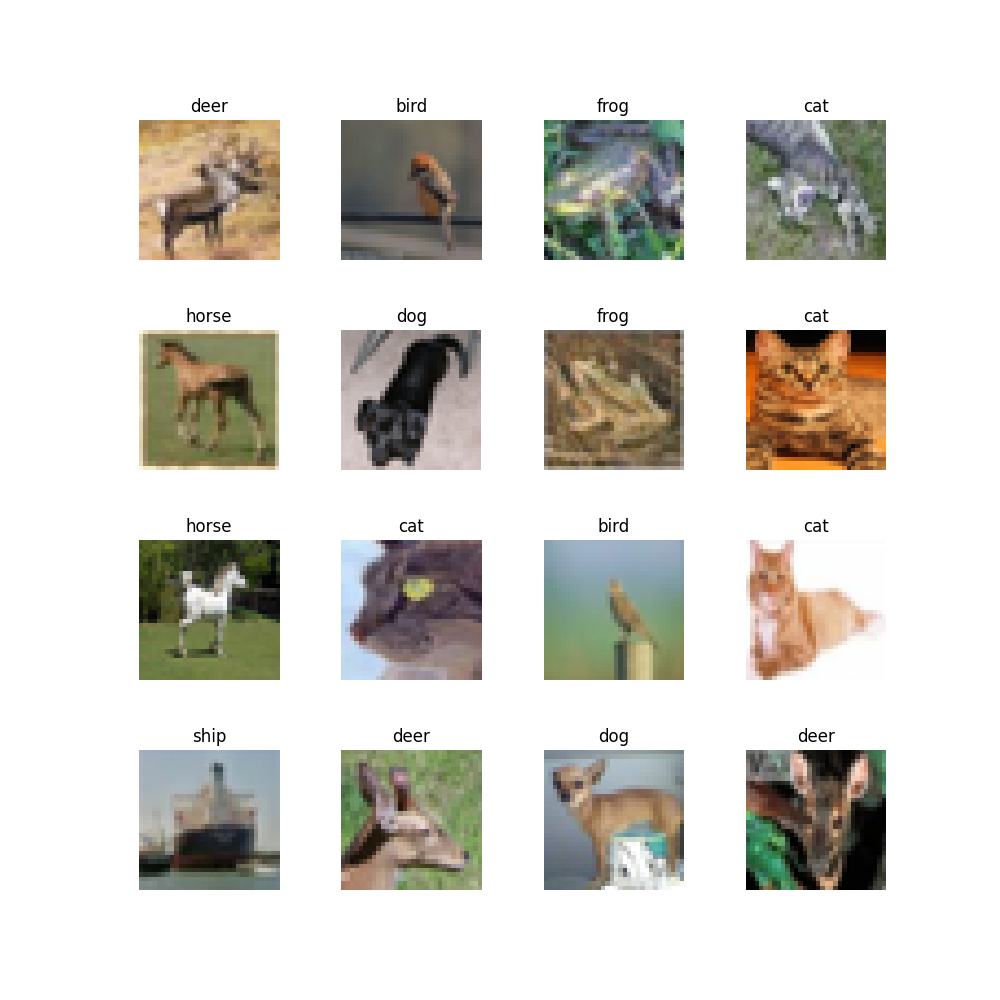 deer bird frog cat
horse dog frog cat
horse cat bird cat
ship deer dog deer